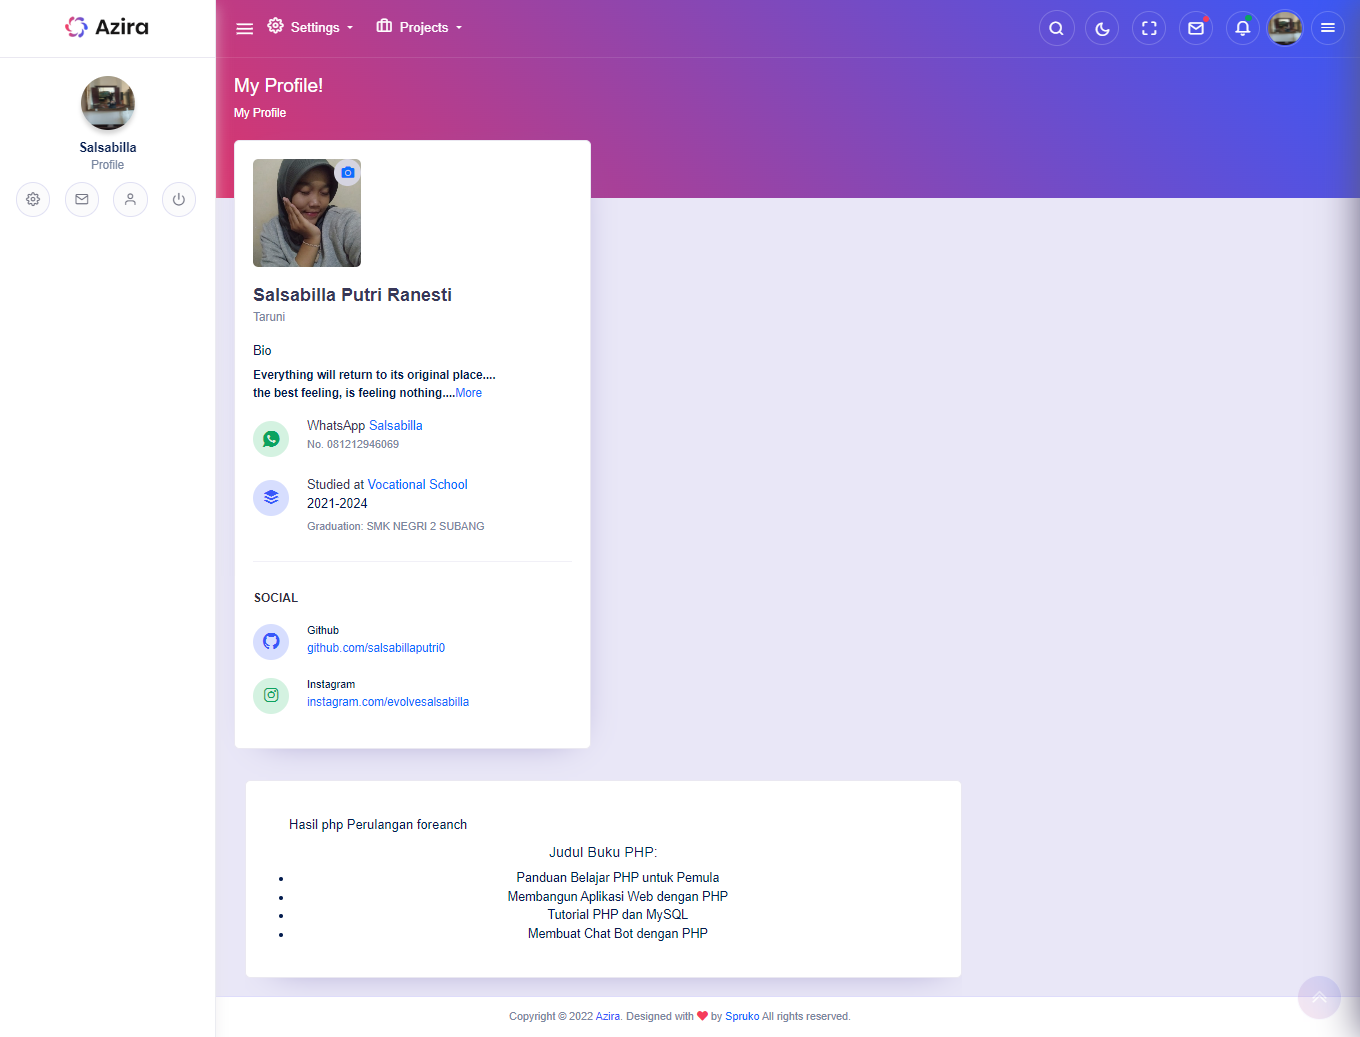 Azira
Settings
Projects
Salsabilla
Profile
My Profile!
My Profile
Salsabilla Putri Ranesti
Taruni
Bio
Everything will return to its original place....
the best feeling, is feeling nothing....More
WhatsApp Salsabilla
No. 081212946069
Studied at Vocational School
2021-2024
Graduation: SMK NEGRI 2 SUBANG
SOCIAL
Github
github.com/salsabillaputri0
Instagram
instagram.com/evolvesalsabilla
Hasil php Perulangan foreanch
Judul Buku PHP:
Panduan Belajar PHP untuk Pemula
Membangun Aplikasi Web dengan PHP
Tutorial PHP dan MySQL
Membuat Chat Bot dengan PHP
Copyright © 2022 Azira. Designed with ❤ by Spruko All rights reserved.